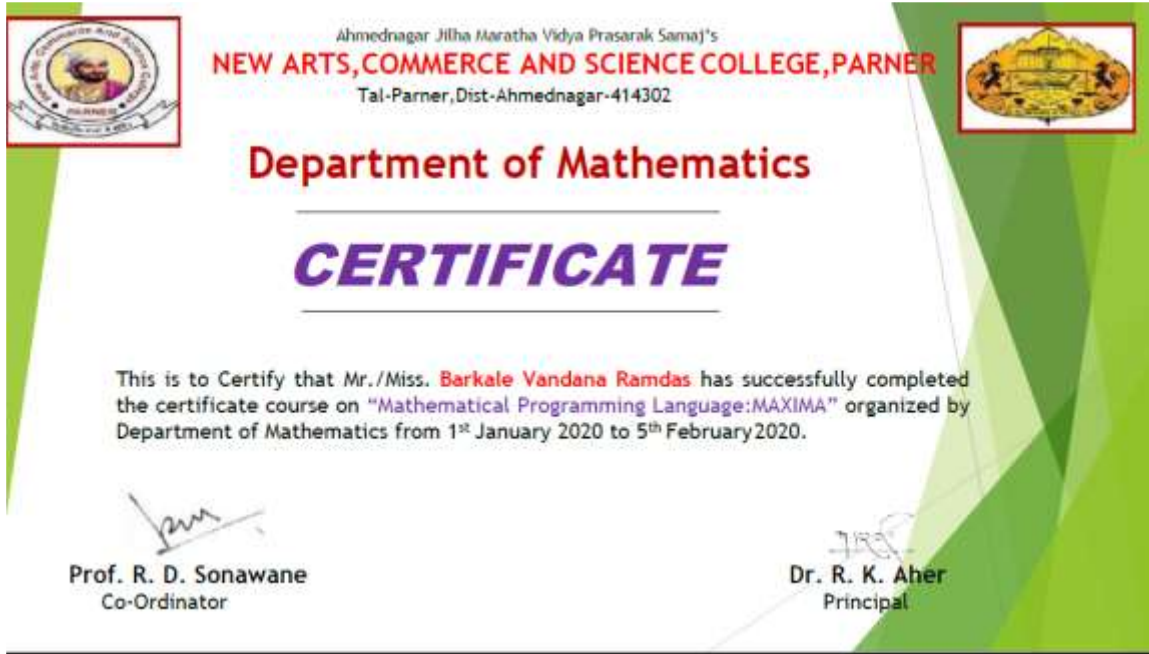 Ahmednagar Jilha Maratha Vidya Prasarak Samaj's
NEW ARTS,COMMERCE AND SCIENCE COLLEGE,PARNER
Tal-Parner,Dist-Ahmednagar-414302
PARNER
Department of Mathematics
CERTIFICATE
This is to Certify that Mr./Miss. Barkale Vandana Ramdas has successfully completed
the certificate course on “Mathematical Programming Language:MAXIMA” organized by
Department of Mathematics from 1st January 2020 to 5th February2020.
Prof. R. D. Sonawane
Co-Ordinator
Dr. R. K. Aher
Principal